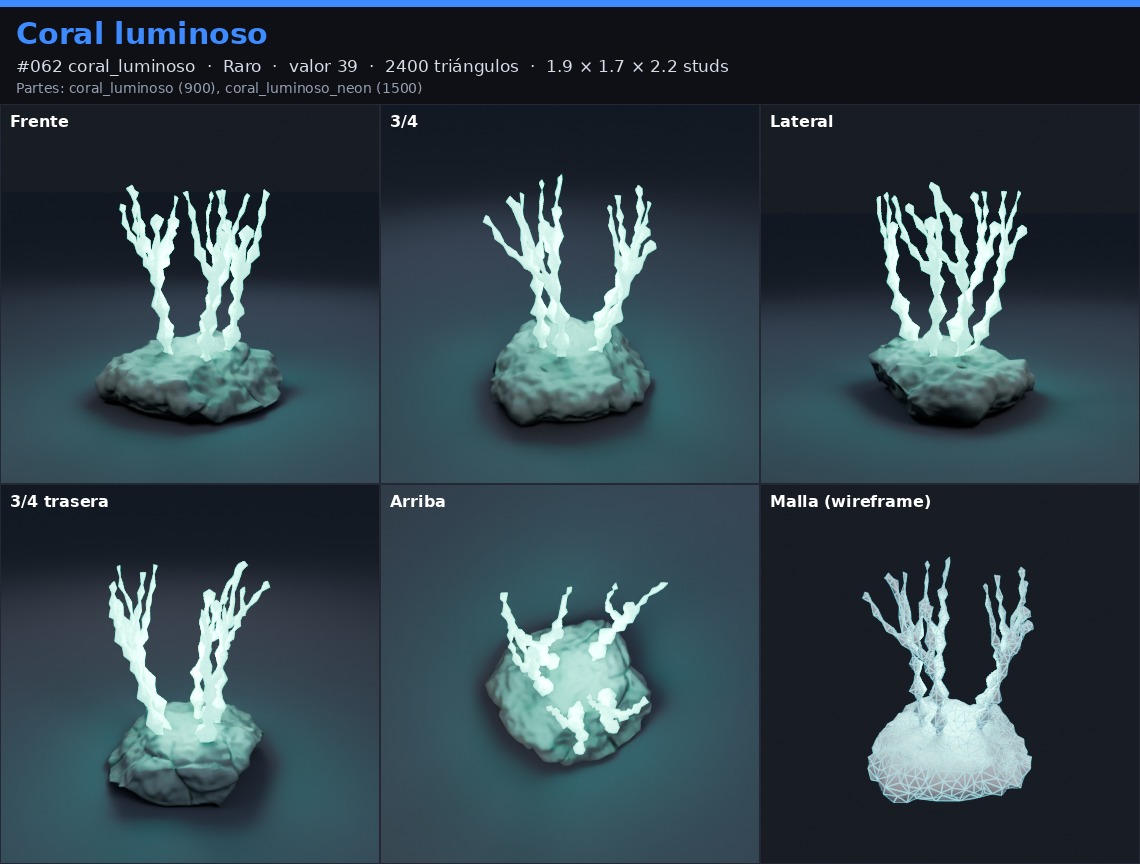 Coral luminoso
#062 coral_luminoso · Raro · valor 39 · 2400 triángulos · 1.9 × 1.7 × 2.2 studs
Partes: coral_luminoso (900), coral_luminoso_neon (1500)
Frente
3/4
Lateral
3/4 trasera
Arriba
Malla (wireframe)